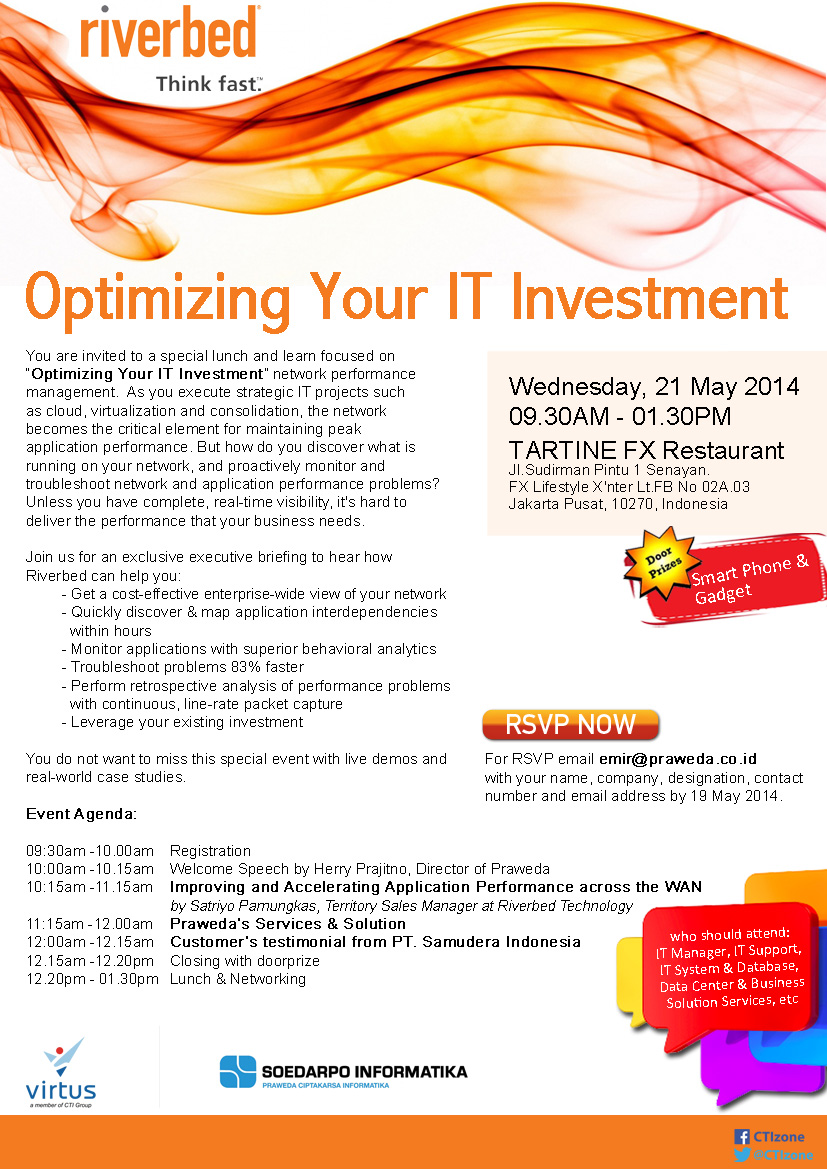 riverbed®
Think fast.™
Optimizing Your IT Investment
You are invited to a special lunch and learn focused on
“Optimizing Your IT Investment” network performance
management. As you execute strategic IT projects such
as cloud, virtualization and consolidation, the network
becomes the critical element for maintaining peak
application performance. But how do you discover what is
running on your network, and proactively monitor and
troubleshoot network and application performance problems?
Unless you have complete, real-time visibility, it's hard to
deliver the performance that your business needs.
Join us for an exclusive executive briefing to hear how
Riverbed can help you:
- Get a cost-effective enterprise-wide view of your network
- Quickly discover & map application interdependencies
within hours
- Monitor applications with superior behavioral analytics
- Troubleshoot problems 83% faster
- Perform retrospective analysis of performance problems
with continuous, line-rate packet capture
- Leverage your existing investment
You do not want to miss this special event with live demos and
real-world case studies.
Wednesday, 21 May 2014
09.30AM - 01.30PM
TARTINE FX Restaurant
Jl.Sudirman Pintu 1 Senayan.
FX Lifestyle X'nter Lt.FB No 02A.03
Jakarta Pusat, 10270, Indonesia
Door
Prizes
Smart Phone &
Gadget
RSVP NOW
For RSVP email emir@praweda.co.id
with your name, company, designation, contact
number and email address by 19 May 2014.
Event Agenda:
09:30am -10.00am Registration
10:00am -10.15am Welcome Speech by Herry Prajitno, Director of Praweda
10:15am -11.15am Improving and Accelerating Application Performance across the WAN
by Satriyo Pamungkas, Territory Sales Manager at Riverbed Technology
11:15am -12.00am Praweda's Services & Solution
12:00am -12.15am Customer's testimonial from PT. Samudera Indonesia
12.15am -12.20pm Closing with doorprize
12.20pm - 01.30pm Lunch & Networking
who should attend:
IT Manager, IT Support,
IT System & Database,
Data Center & Business
Solution Services, etc
virtus
a member of CTI Group
SOEDARPO INFORMATIKA
PRAWEDA CIPTAKARSA INFORMATIKA
CTIzone
@CTIzone